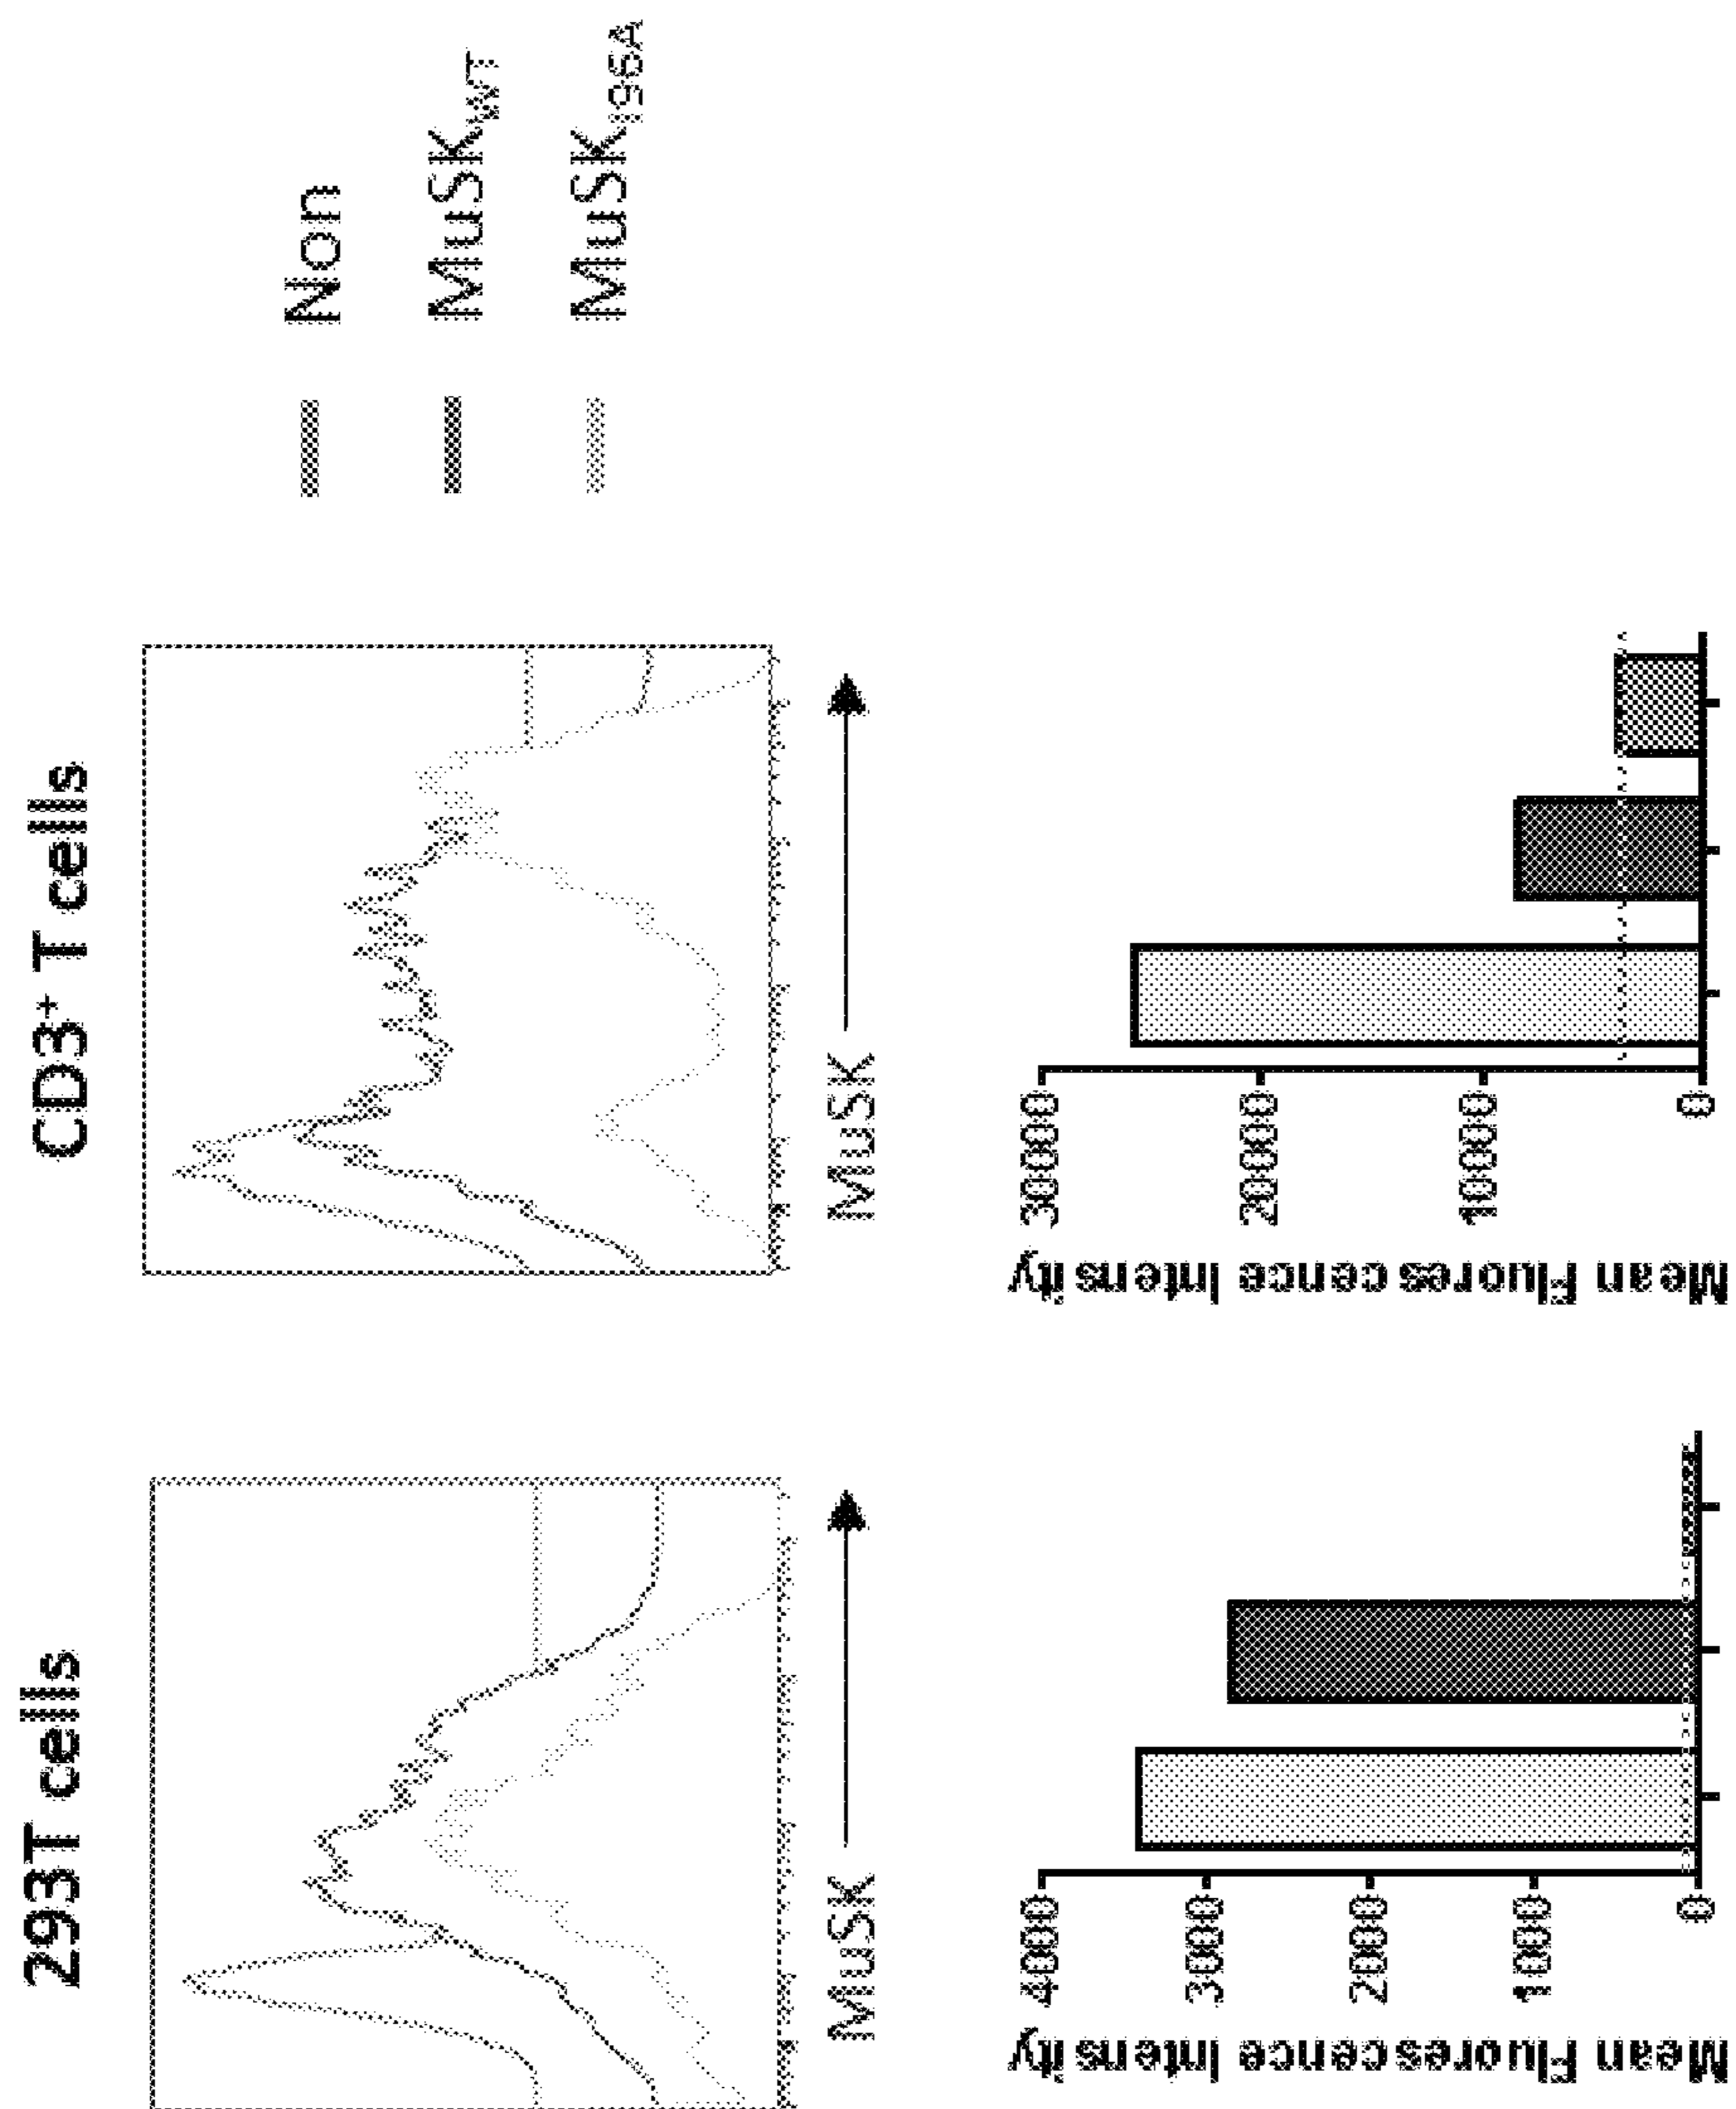 293T cells
CD3⁺ T cells
Non
MuSK_WT
MuSK_I96A
MuSK
MuSK
Mean Fluorescence Intensity
4000
3000
2000
1000
0
Mean Fluorescence Intensity
30000
20000
10000
0